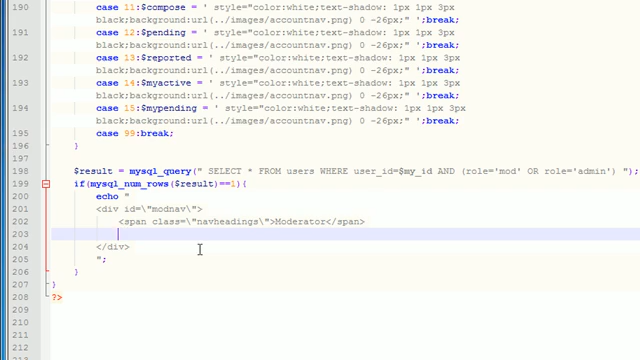 190 case 11:$compose = ' style="color:white;text-shadow: 1px 1px 3px
black;background:url(../images/accountnav.png) 0 -26px;"';break;
191 case 12:$pending = ' style="color:white;text-shadow: 1px 1px 3px
black;background:url(../images/accountnav.png) 0 -26px;"';break;
192 case 13:$reported = ' style="color:white;text-shadow: 1px 1px 3px
black;background:url(../images/accountnav.png) 0 -26px;"';break;
193 case 14:$myactive = ' style="color:white;text-shadow: 1px 1px 3px
black;background:url(../images/accountnav.png) 0 -26px;"';break;
194 case 15:$mypending = ' style="color:white;text-shadow: 1px 1px 3px
black;background:url(../images/accountnav.png) 0 -26px;"';break;
195 case 99:break;
196 }
197
198 $result = mysql_query(" SELECT * FROM users WHERE user_id=$my_id AND (role='mod' OR role='admin') ");
199 if(mysql_num_rows($result)==1){
200 echo "
201 <div id=\"modnav\">
202 <span class=\"navheadings\">Moderator</span>
203
204 </div>
205 ";
206 }
207 }
208 ?>
209
210
211
212
213